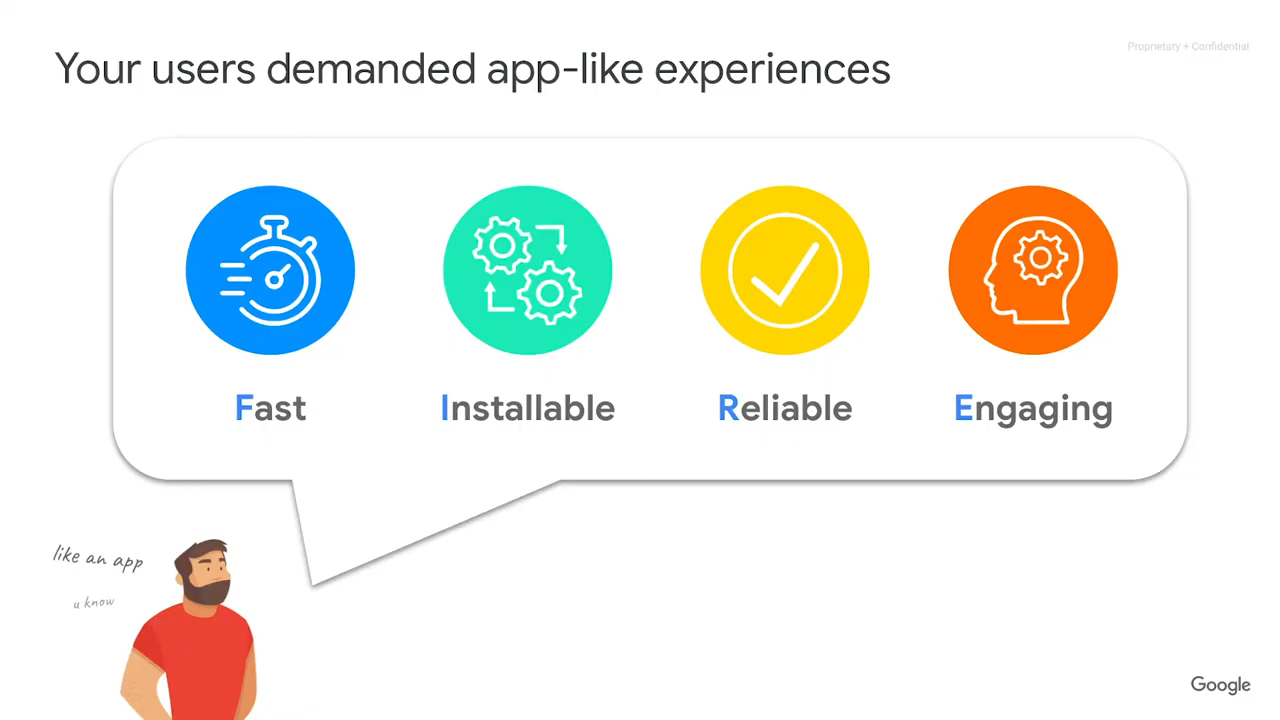 Proprietary + Confidential
Your users demanded app-like experiences
Fast
Installable
Reliable
Engaging
like an app
u know
Google